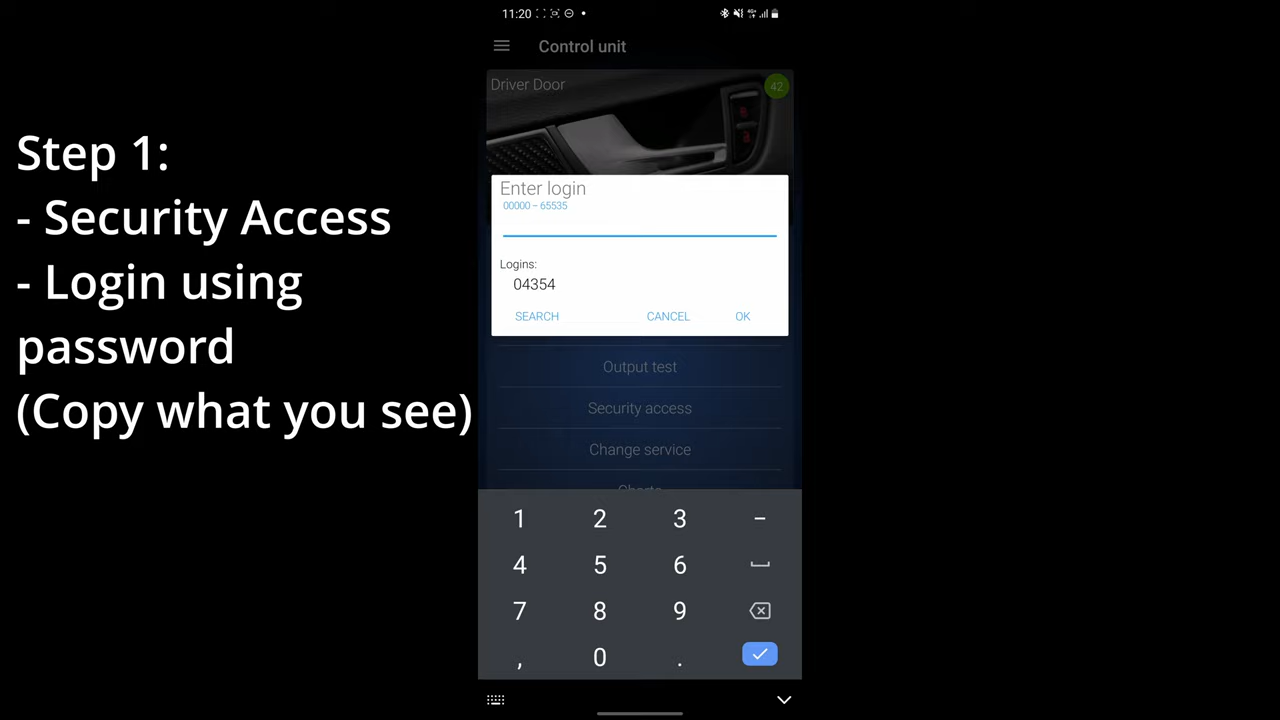 11:20
Control unit
Driver Door
42
Step 1:
- Security Access
- Login using
password
(Copy what you see)
Enter login
00000 – 65535
Logins:
04354
SEARCH CANCEL OK
Output test
Security access
Change service
Charts
1 2 3 –
4 5 6
7 8 9
, 0 .